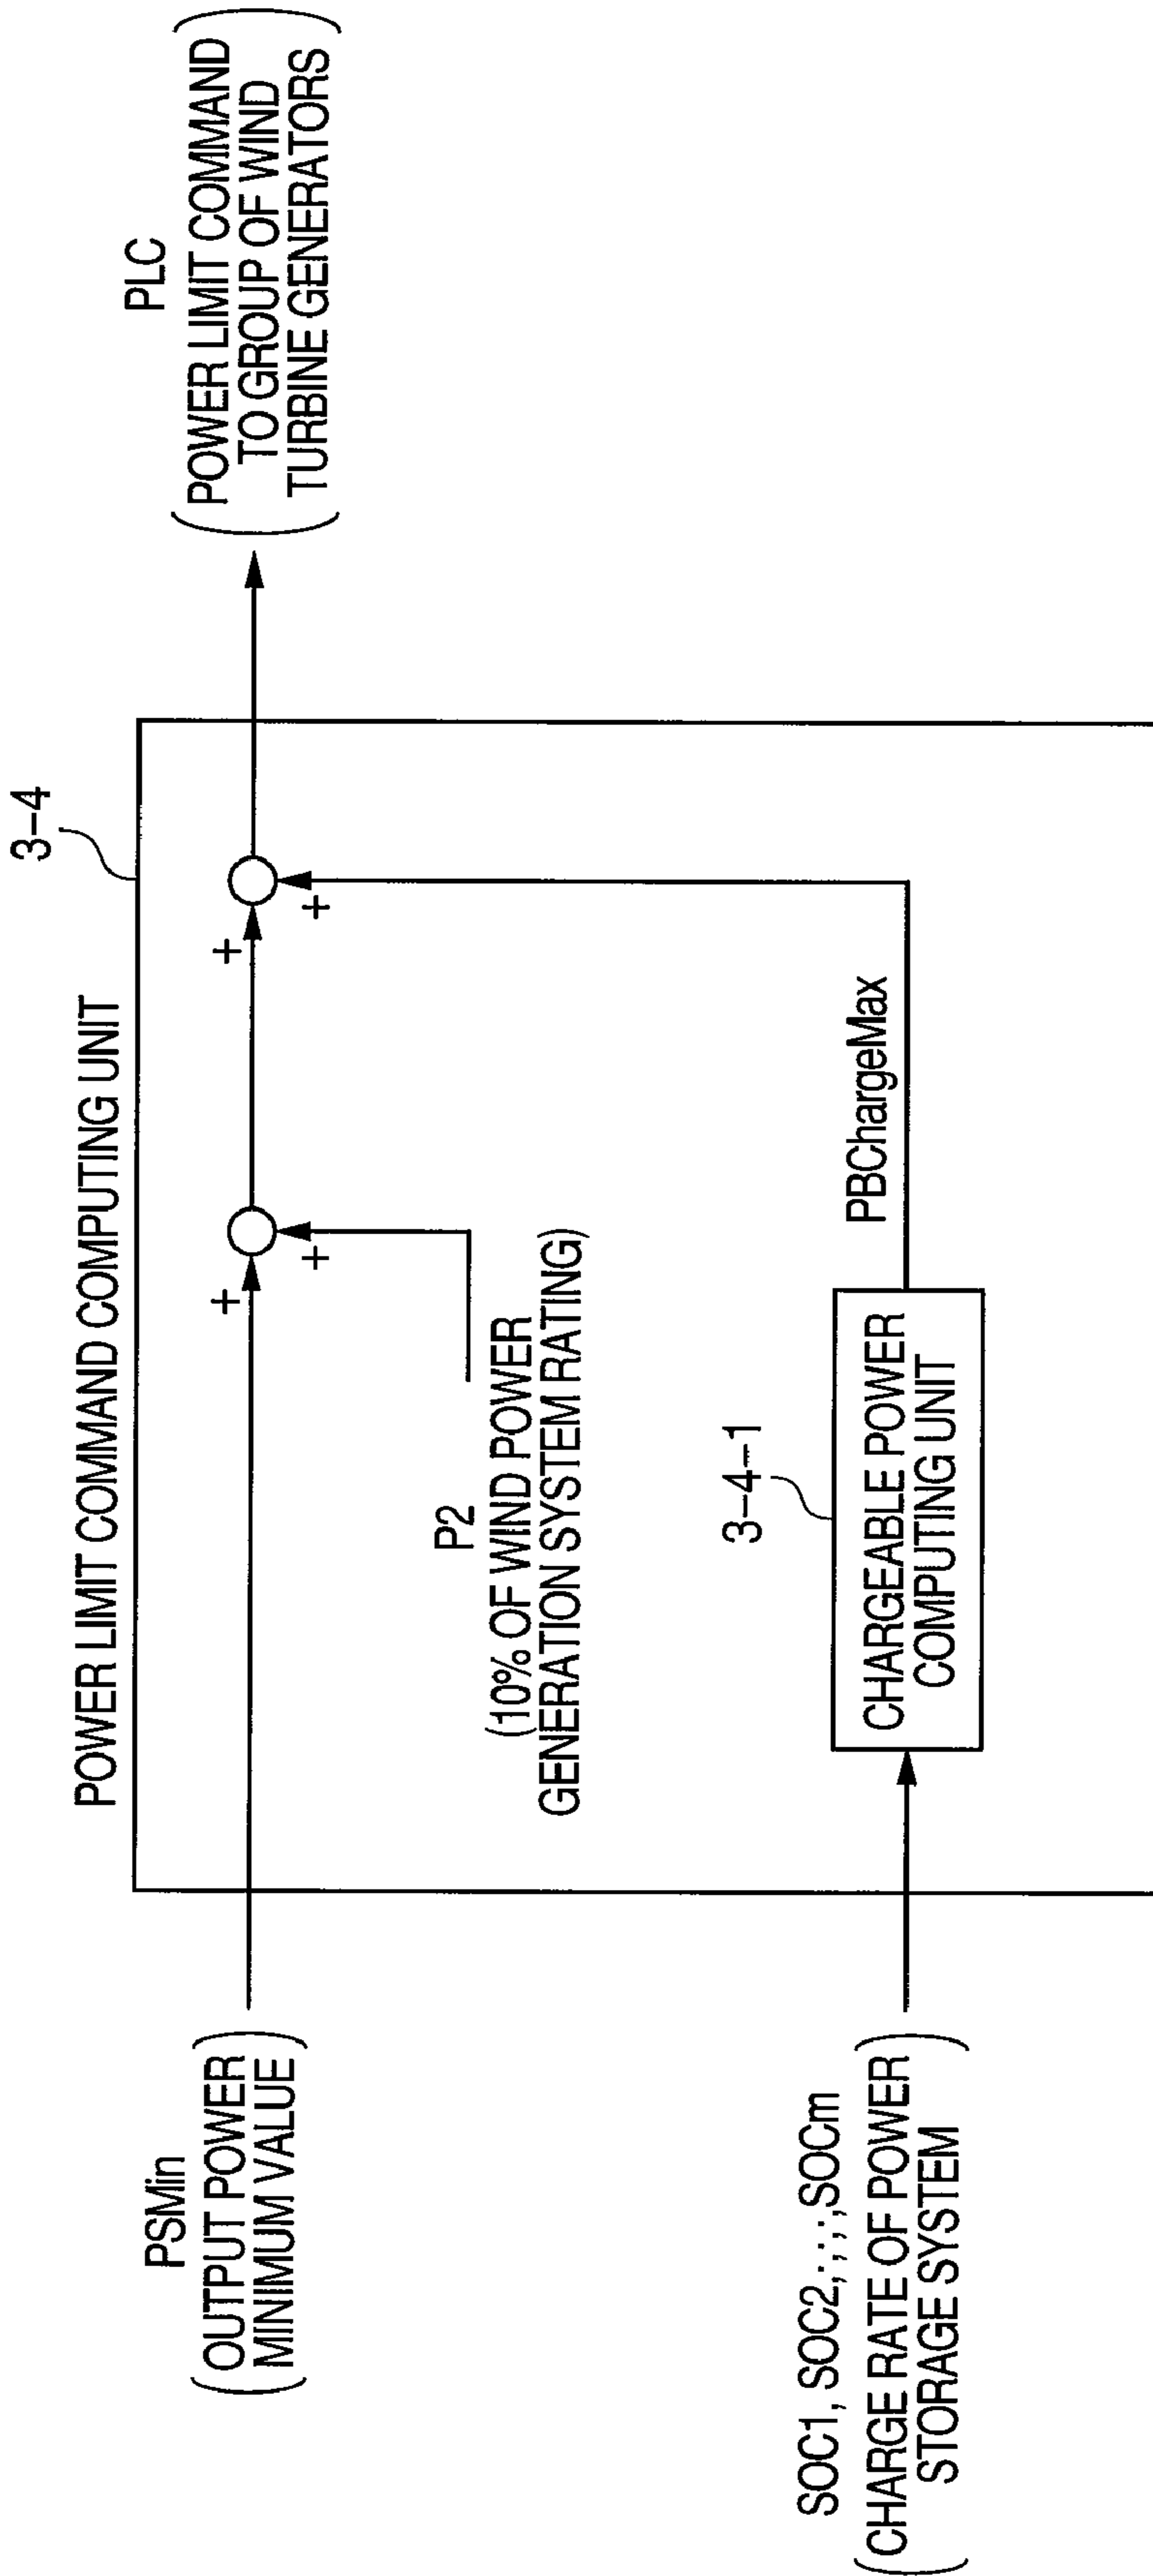 3-4
POWER LIMIT COMMAND COMPUTING UNIT
PSMin
(OUTPUT POWER
MINIMUM VALUE)
+
+
P2
(10% OF WIND POWER
GENERATION SYSTEM RATING)
+
+
PLC
(POWER LIMIT COMMAND
TO GROUP OF WIND
TURBINE GENERATORS)
SOC1, SOC2,·;·;·,SOCm
(CHARGE RATE OF POWER
STORAGE SYSTEM)
3-4-1
CHARGEABLE POWER
COMPUTING UNIT
PBChargeMax